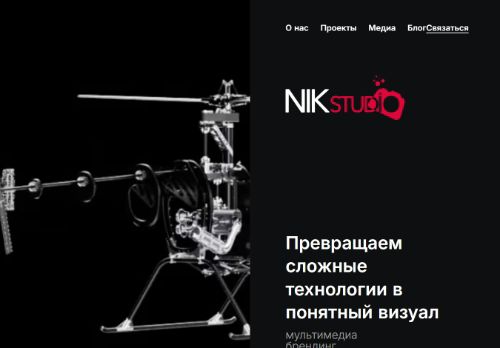 О нас Проекты Медиа Блог Связаться
NIK STUDIO
Превращаем
сложные
технологии в
понятный визуал
мультимедиа
брендинг